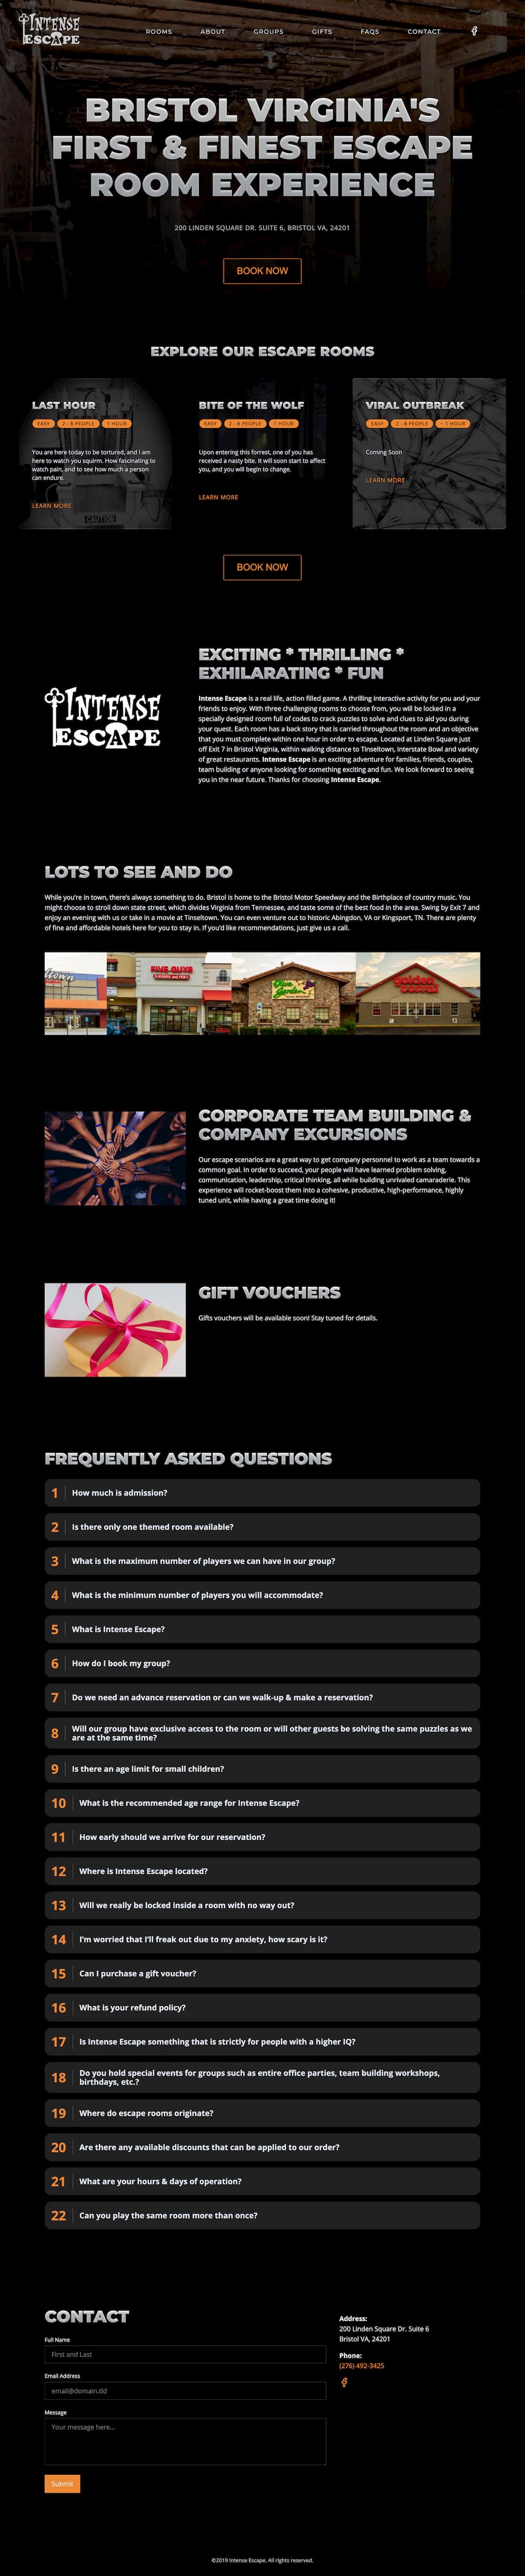 INTENSE ESCAPE
ROOMS ABOUT GROUPS GIFTS FAQS CONTACT
BRISTOL VIRGINIA'S
FIRST & FINEST ESCAPE
ROOM EXPERIENCE
200 LINDEN SQUARE DR. SUITE 6, BRISTOL VA, 24201
BOOK NOW
EXPLORE OUR ESCAPE ROOMS
LAST HOUR
EASY 2 - 8 PEOPLE 1 HOUR
You are here today to be tortured, and I am
here to watch you squirm. How fascinating to
watch pain, and to see how much a person
can endure.
LEARN MORE
CAUTION
BITE OF THE WOLF
EASY 2 - 8 PEOPLE 1 HOUR
Upon entering this forrest, one of you has
received a nasty bite. It will soon start to affect
you, and you will begin to change.
LEARN MORE
VIRAL OUTBREAK
EASY 2 - 8 PEOPLE ~ 1 HOUR
Coming Soon
LEARN MORE
BOOK NOW
INTENSE
ESCAPE
EXCITING * THRILLING *
EXHILARATING * FUN
Intense Escape is a real life, action filled game. A thrilling interactive activity for you and your
friends to enjoy. With three challenging rooms to choose from, you will be locked in a
specially designed room full of codes to crack puzzles to solve and clues to aid you during
your quest. Each room has a back story that is carried throughout the room and an objective
that you must complete within one hour in order to escape. Located at Linden Square just
off Exit 7 in Bristol Virginia, within walking distance to Tinseltown, Interstate Bowl and variety
of great restaurants. Intense Escape is an exciting adventure for families, friends, couples,
team building or anyone looking for something exciting and fun. We look forward to seeing
you in the near future. Thanks for choosing Intense Escape.
LOTS TO SEE AND DO
While you're in town, there's always something to do. Bristol is home to the Bristol Motor Speedway and the Birthplace of country music. You
might choose to stroll down state street, which divides Virginia from Tennessee, and taste some of the best food in the area. Swing by Exit 7 and
enjoy an evening with us or take in a movie at Tinseltown. You can even venture out to historic Abingdon, VA or Kingsport, TN. There are plenty
of fine and affordable hotels here for you to stay in. If you'd like recommendations, just give us a call.
FIVE GUYS
Olive Garden
golden corral
CORPORATE TEAM BUILDING &
COMPANY EXCURSIONS
Our escape scenarios are a great way to get company personnel to work as a team towards a
common goal. In order to succeed, your people will have learned problem solving,
communication, leadership, critical thinking, all while building unrivaled camaraderie. This
experience will rocket-boost them into a cohesive, productive, high-performance, highly
tuned unit, while having a great time doing it!
GIFT VOUCHERS
Gifts vouchers will be available soon! Stay tuned for details.
FREQUENTLY ASKED QUESTIONS
1 How much is admission?
2 Is there only one themed room available?
3 What is the maximum number of players we can have in our group?
4 What is the minimum number of players you will accommodate?
5 What is Intense Escape?
6 How do I book my group?
7 Do we need an advance reservation or can we walk-up & make a reservation?
8 Will our group have exclusive access to the room or will other guests be solving the same puzzles as we
are at the same time?
9 Is there an age limit for small children?
10 What is the recommended age range for Intense Escape?
11 How early should we arrive for our reservation?
12 Where is Intense Escape located?
13 Will we really be locked inside a room with no way out?
14 I'm worried that I'll freak out due to my anxiety, how scary is it?
15 Can I purchase a gift voucher?
16 What is your refund policy?
17 Is Intense Escape something that is strictly for people with a higher IQ?
18 Do you hold special events for groups such as entire office parties, team building workshops,
birthdays, etc.?
19 Where do escape rooms originate?
20 Are there any available discounts that can be applied to our order?
21 What are your hours & days of operation?
22 Can you play the same room more than once?
CONTACT
Full Name
First and Last
Email Address
email@domain.tld
Message
Your message here...
Submit
Address:
200 Linden Square Dr. Suite 6
Bristol VA, 24201
Phone:
(276) 492-3425
©2019 Intense Escape. All rights reserved.